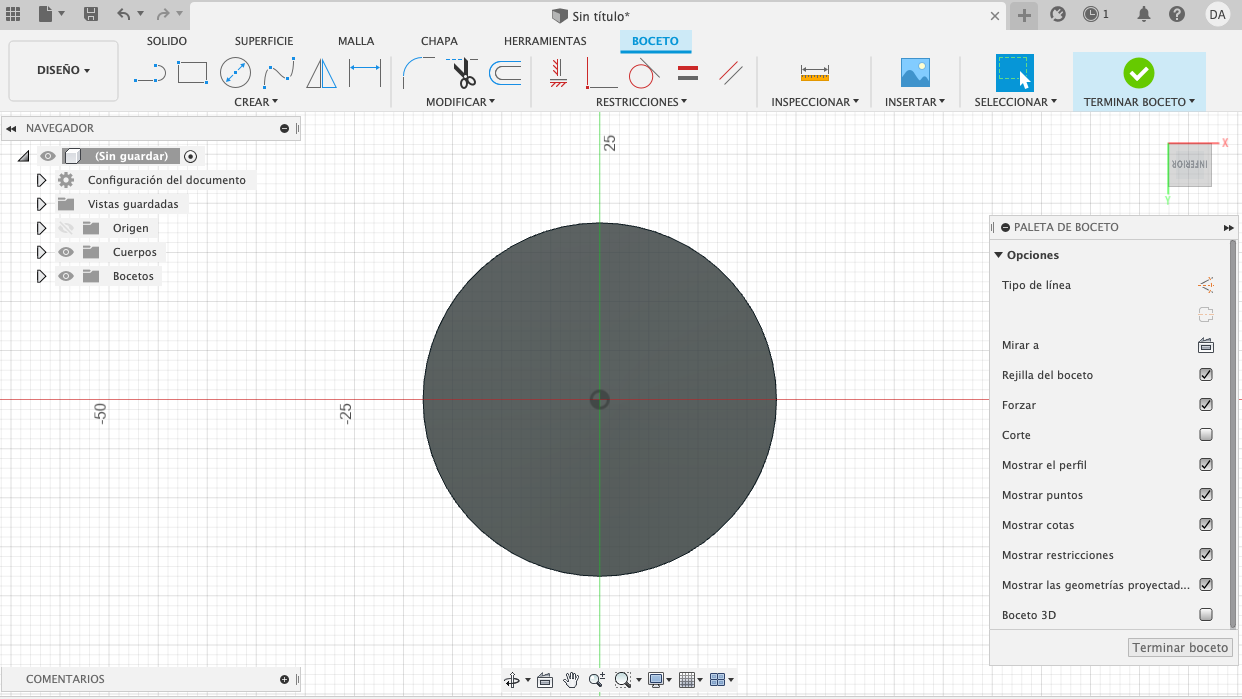 Sin título*
1
DA
SOLIDO SUPERFICIE MALLA CHAPA HERRAMIENTAS BOCETO
DISEÑO
CREAR MODIFICAR RESTRICCIONES INSPECCIONAR INSERTAR SELECCIONAR TERMINAR BOCETO
NAVEGADOR
(Sin guardar)
Configuración del documento
Vistas guardadas
Origen
Cuerpos
Bocetos
25
-50
-25
X
INFERIOR
Y
PALETA DE BOCETO
Opciones
Tipo de línea
Mirar a
Rejilla del boceto
Forzar
Corte
Mostrar el perfil
Mostrar puntos
Mostrar cotas
Mostrar restricciones
Mostrar las geometrías proyectad...
Boceto 3D
Terminar boceto
COMENTARIOS